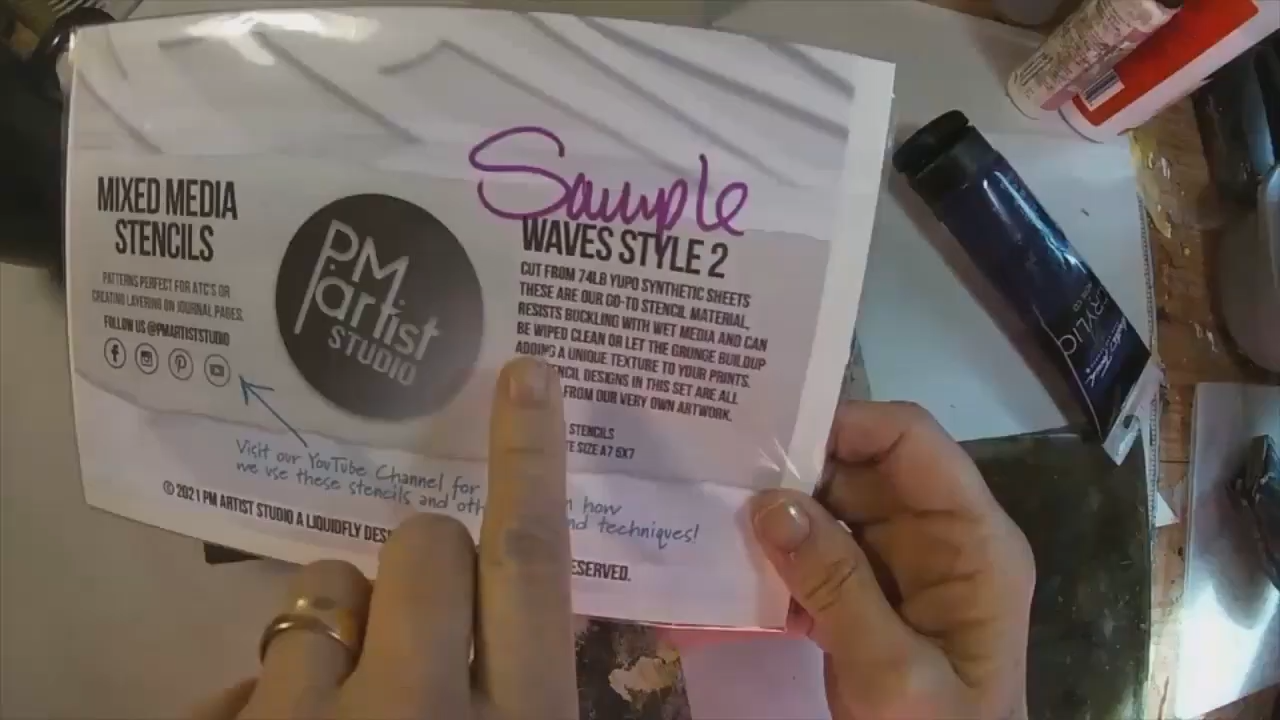 Sample
MIXED MEDIA
STENCILS
PATTERNS PERFECT FOR ATC'S OR
CREATING LAYERING ON JOURNAL PAGES.
FOLLOW US @PMARTISTSTUDIO
PM
artist
STUDIO
WAVES STYLE 2
CUT FROM 74LB YUPO SYNTHETIC SHEETS
THESE ARE OUR GO-TO STENCIL MATERIAL,
RESISTS BUCKLING WITH WET MEDIA AND CAN
BE WIPED CLEAN OR LET THE GRUNGE BUILDUP
ADDING A UNIQUE TEXTURE TO YOUR PRINTS.
DESIGNS IN THIS SET ARE ALL
FROM OUR VERY OWN ARTWORK.
STENCILS
SIZE A7 5X7
Visit our YouTube Channel for how
we use these stencils and techniques!
© 2021 PM ARTIST STUDIO A LIQUIDFLY